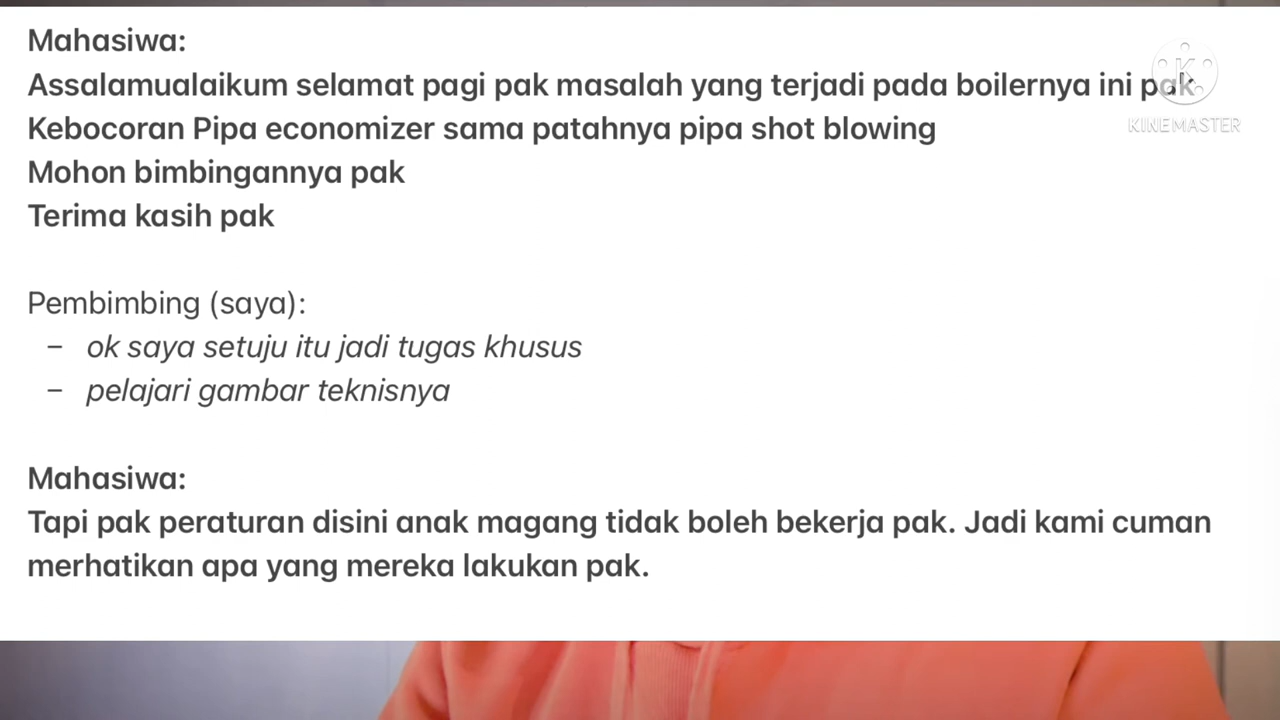 Mahasiwa:
Assalamualaikum selamat pagi pak masalah yang terjadi pada boilernya ini pak
Kebocoran Pipa economizer sama patahnya pipa shot blowing
Mohon bimbingannya pak
Terima kasih pak
Pembimbing (saya):
– ok saya setuju itu jadi tugas khusus
– pelajari gambar teknisnya
Mahasiwa:
Tapi pak peraturan disini anak magang tidak boleh bekerja pak. Jadi kami cuman
merhatikan apa yang mereka lakukan pak.
K
KINEMASTER